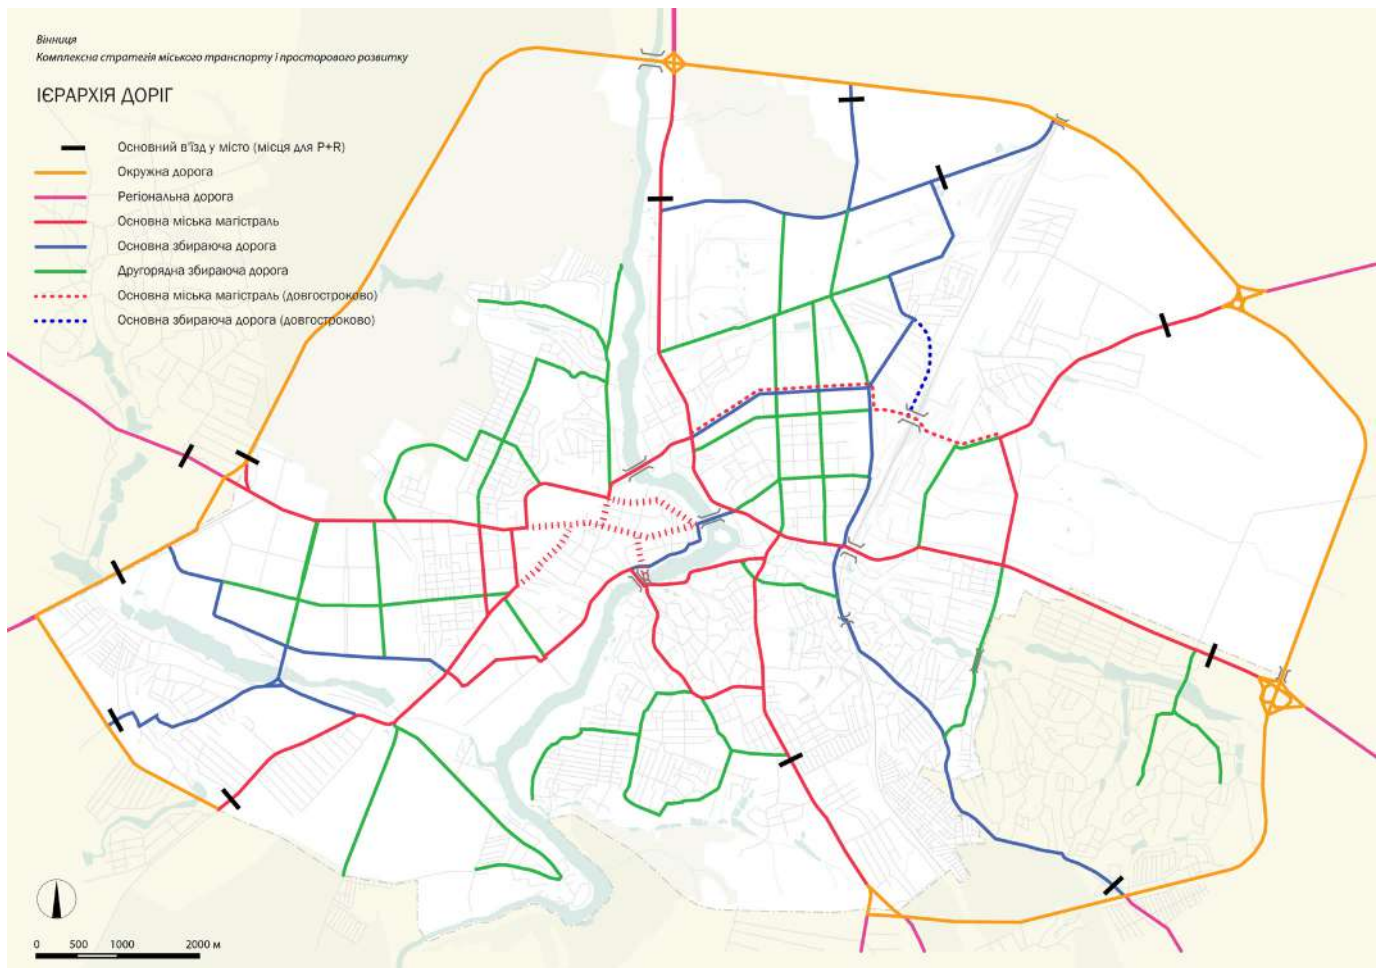 Вінниця
Комплексна стратегія міського транспорту і просторового розвитку
ІЄРАРХІЯ ДОРІГ
Основний в'їзд у місто (місця для P+R)
Окружна дорога
Регіональна дорога
Основна міська магістраль
Основна збираюча дорога
Другорядна збираюча дорога
Основна міська магістраль (довгостроково)
Основна збираюча дорога (довгостроково)
0 500 1000 2000 м